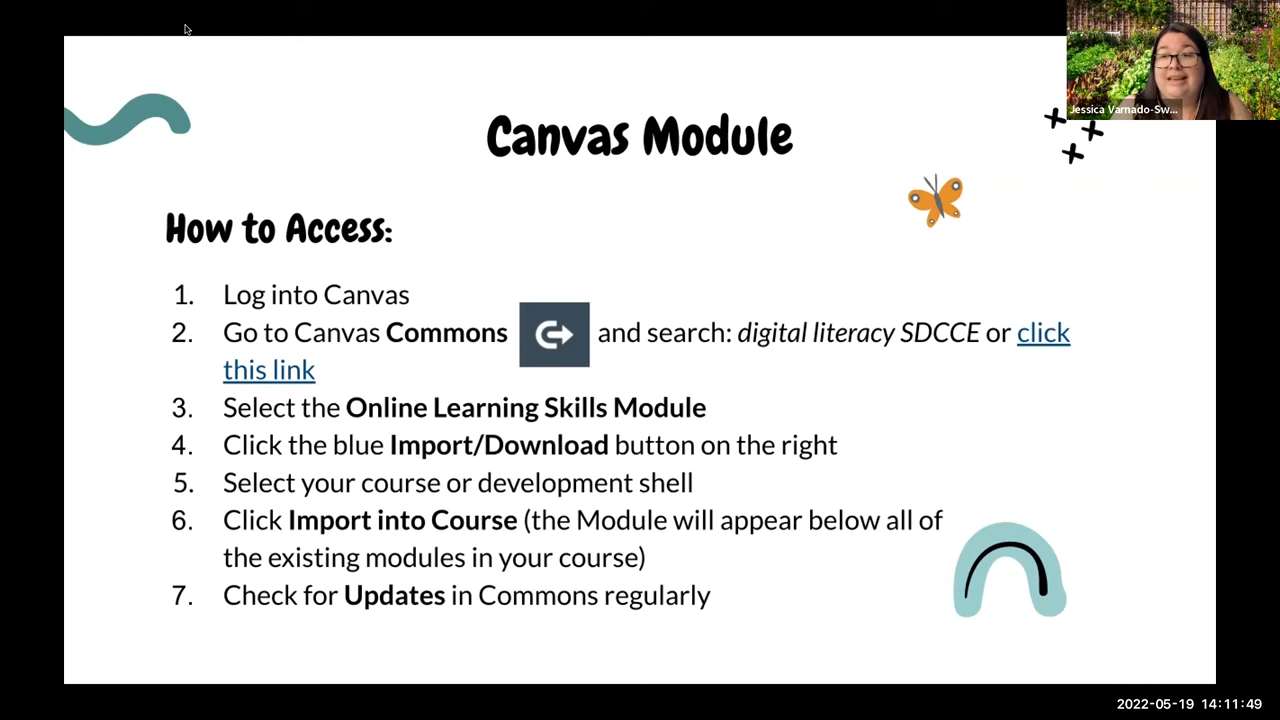 Jessica Varnado-Sw...
Canvas Module
How to Access:
1. Log into Canvas
2. Go to Canvas Commons and search: digital literacy SDCCE or click
this link
3. Select the Online Learning Skills Module
4. Click the blue Import/Download button on the right
5. Select your course or development shell
6. Click Import into Course (the Module will appear below all of
the existing modules in your course)
7. Check for Updates in Commons regularly
2022-05-19 14:11:49